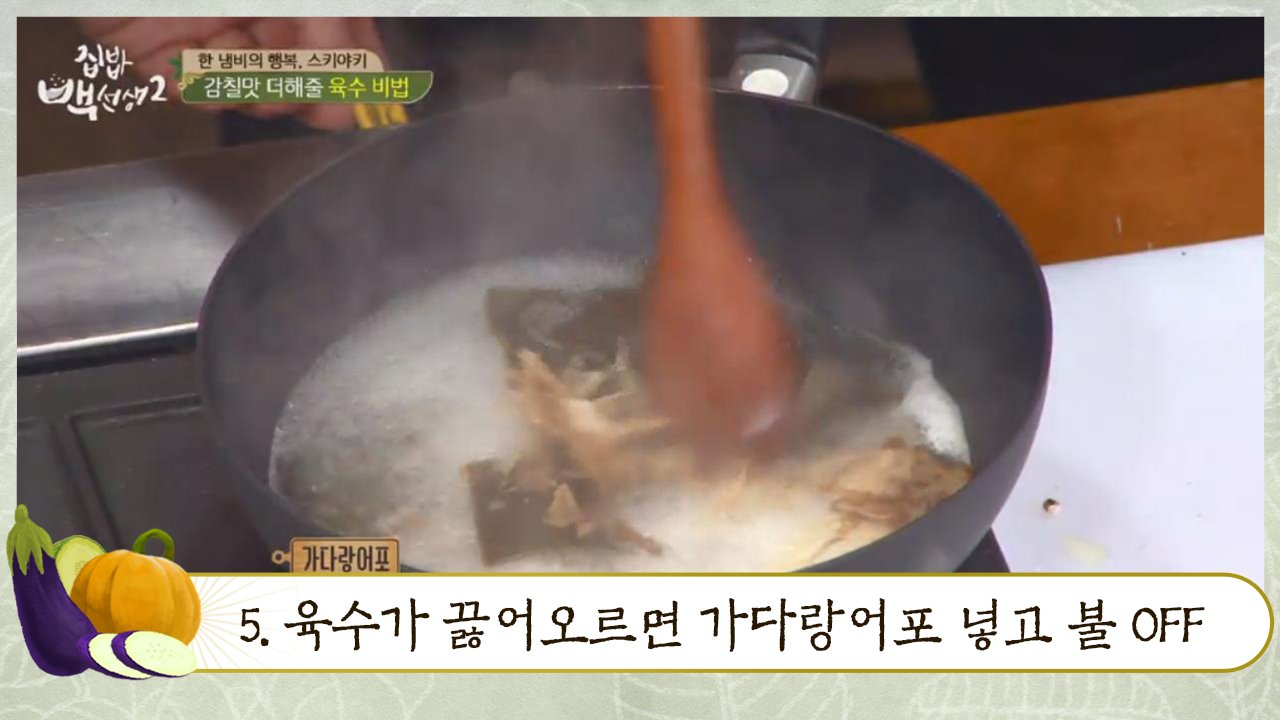 집밥
백선생2
한 냄비의 행복, 스키야키
감칠맛 더해줄 육수 비법
가다랑어포
5. 육수가 끓어오르면 가다랑어포 넣고 불 OFF